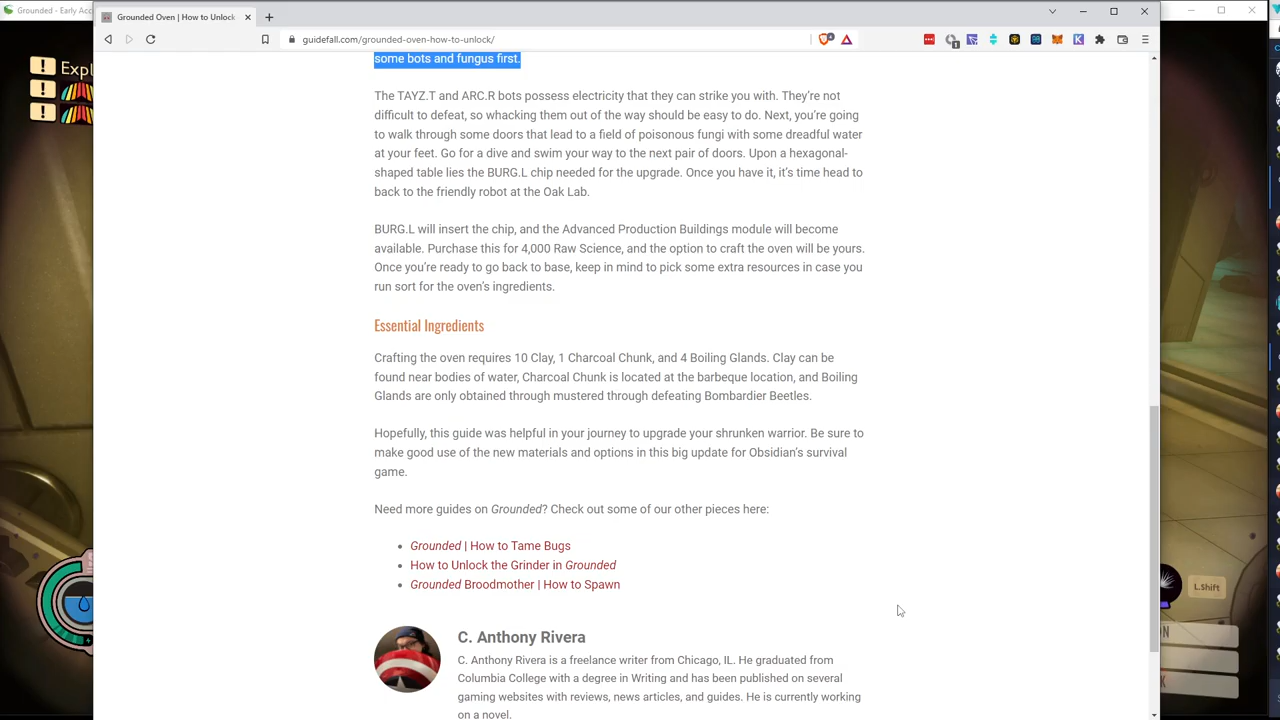 Grounded - Early Acc
Grounded Oven | How to Unlock
guidefall.com/grounded-oven-how-to-unlock/
Expl
some bots and fungus first.
The TAYZ.T and ARC.R bots possess electricity that they can strike you with. They're not
difficult to defeat, so whacking them out of the way should be easy to do. Next, you're going
to walk through some doors that lead to a field of poisonous fungi with some dreadful water
at your feet. Go for a dive and swim your way to the next pair of doors. Upon a hexagonal-
shaped table lies the BURG.L chip needed for the upgrade. Once you have it, it's time head to
back to the friendly robot at the Oak Lab.
BURG.L will insert the chip, and the Advanced Production Buildings module will become
available. Purchase this for 4,000 Raw Science, and the option to craft the oven will be yours.
Once you're ready to go back to base, keep in mind to pick some extra resources in case you
run sort for the oven's ingredients.
Essential Ingredients
Crafting the oven requires 10 Clay, 1 Charcoal Chunk, and 4 Boiling Glands. Clay can be
found near bodies of water, Charcoal Chunk is located at the barbeque location, and Boiling
Glands are only obtained through mustered through defeating Bombardier Beetles.
Hopefully, this guide was helpful in your journey to upgrade your shrunken warrior. Be sure to
make good use of the new materials and options in this big update for Obsidian's survival
game.
Need more guides on Grounded? Check out some of our other pieces here:
• Grounded | How to Tame Bugs
• How to Unlock the Grinder in Grounded
• Grounded Broodmother | How to Spawn
L.Shift
C. Anthony Rivera
C. Anthony Rivera is a freelance writer from Chicago, IL. He graduated from
Columbia College with a degree in Writing and has been published on several
gaming websites with reviews, news articles, and guides. He is currently working
on a novel.